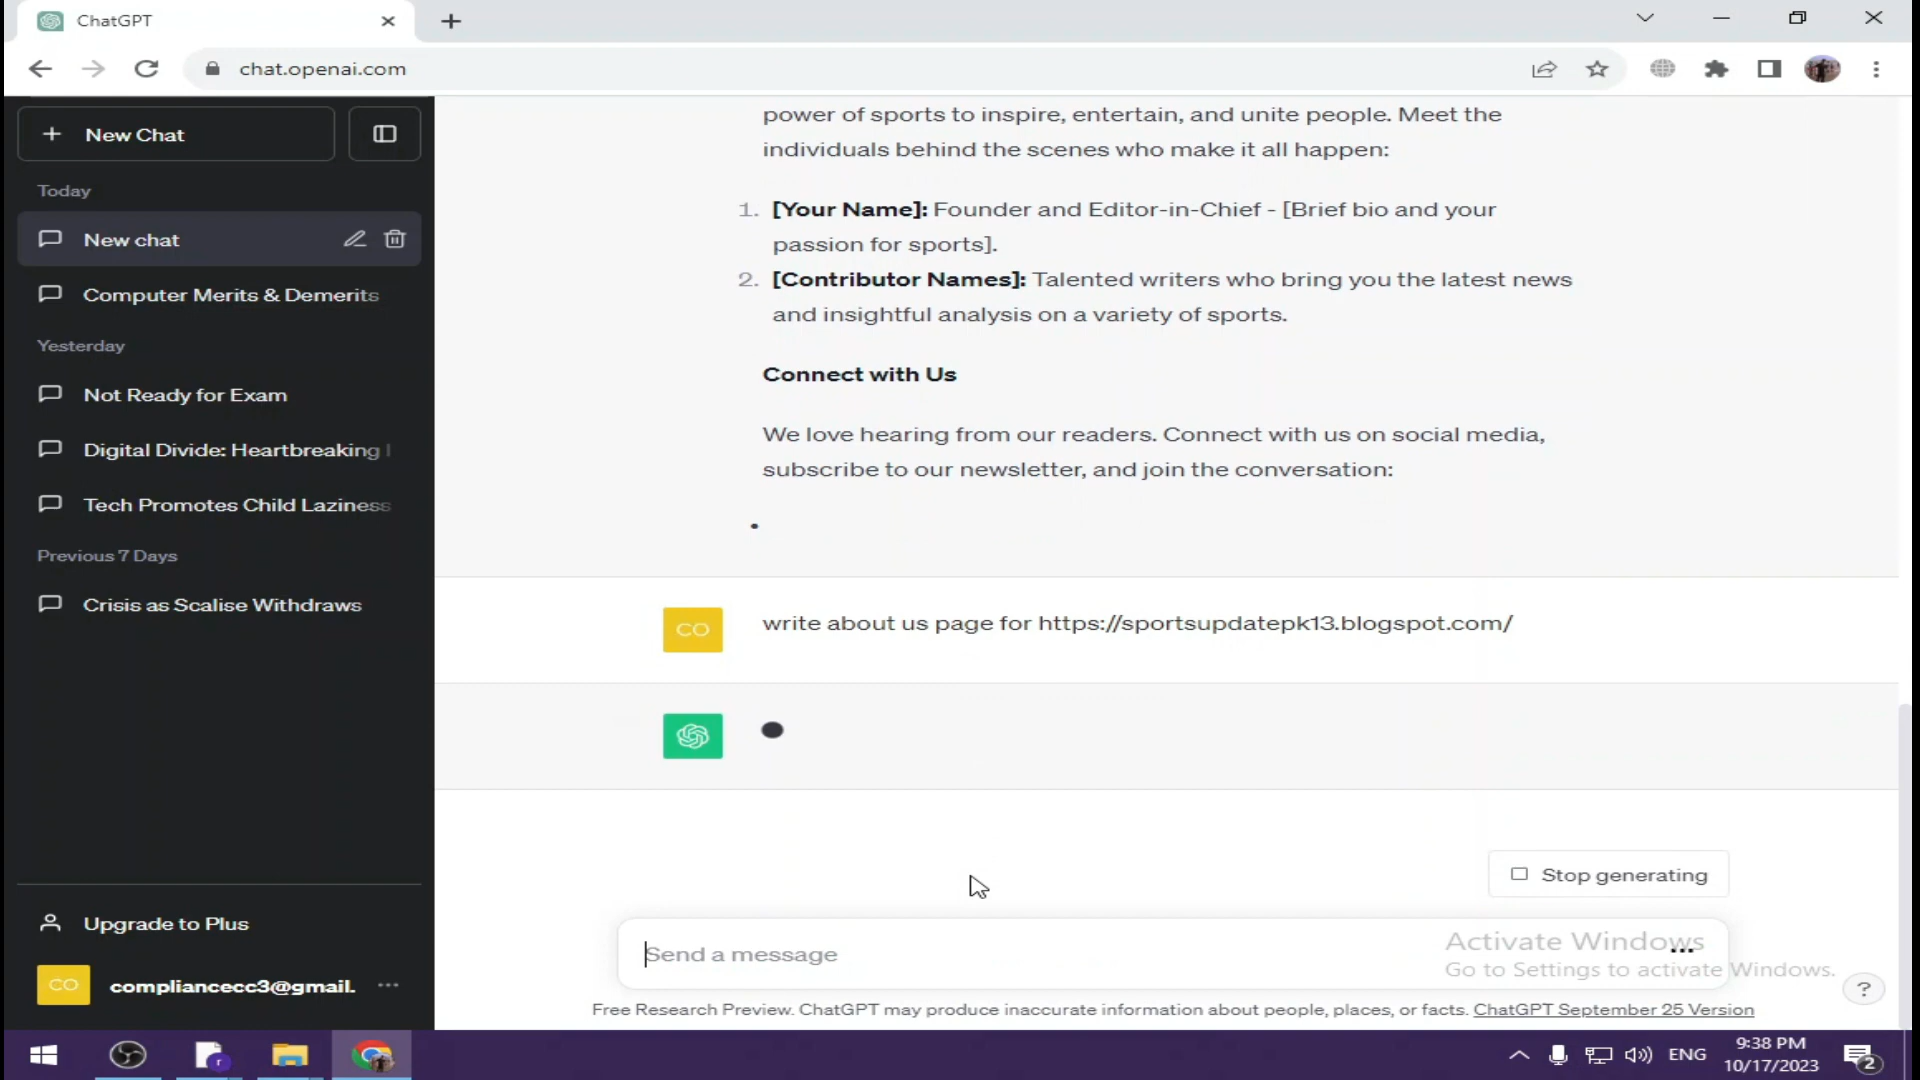 ChatGPT
chat.openai.com
New Chat
Today
New chat
Computer Merits & Demerits
Yesterday
Not Ready for Exam
Digital Divide: Heartbreaking
Tech Promotes Child Laziness
Previous 7 Days
Crisis as Scalise Withdraws
Upgrade to Plus
CO
compliancecc3@gmail.
power of sports to inspire, entertain, and unite people. Meet the
individuals behind the scenes who make it all happen:
1. [Your Name]: Founder and Editor-in-Chief - [Brief bio and your
passion for sports].
2. [Contributor Names]: Talented writers who bring you the latest news
and insightful analysis on a variety of sports.
Connect with Us
We love hearing from our readers. Connect with us on social media,
subscribe to our newsletter, and join the conversation:
CO
write about us page for https://sportsupdatepk13.blogspot.com/
Stop generating
Send a message
Activate Windows
Go to Settings to activate Windows.
?
Free Research Preview. ChatGPT may produce inaccurate information about people, places, or facts. ChatGPT September 25 Version
ENG
9:38 PM
10/17/2023
2